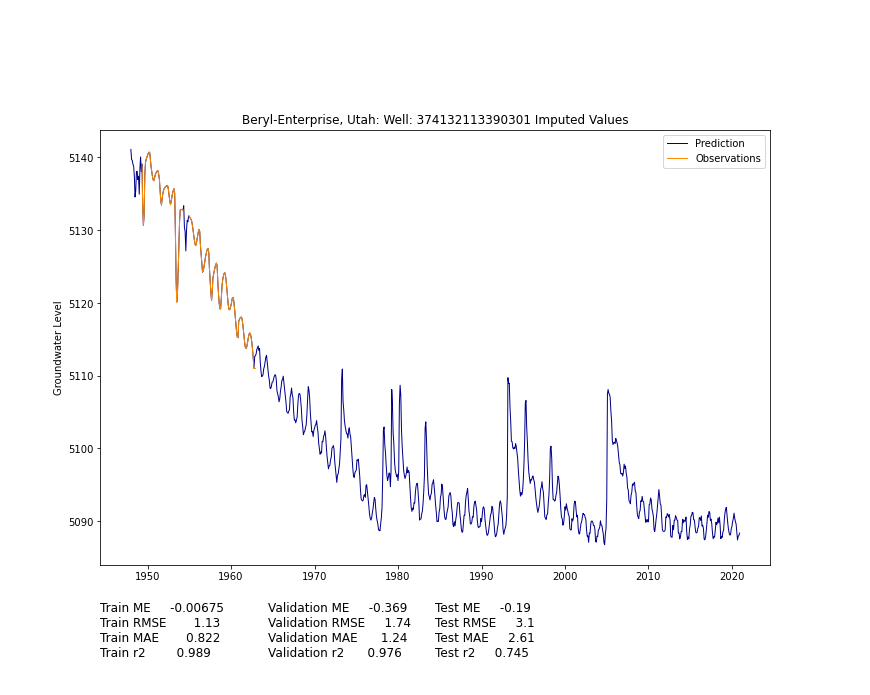 Beryl-Enterprise, Utah: Well: 374132113390301 Imputed Values
Prediction
Observations
5140
5130
5120
5110
5100
5090
Groundwater Level
1950 1960 1970 1980 1990 2000 2010 2020
Train ME -0.00675 Validation ME -0.369 Test ME -0.19
Train RMSE 1.13 Validation RMSE 1.74 Test RMSE 3.1
Train MAE 0.822 Validation MAE 1.24 Test MAE 2.61
Train r2 0.989 Validation r2 0.976 Test r2 0.745